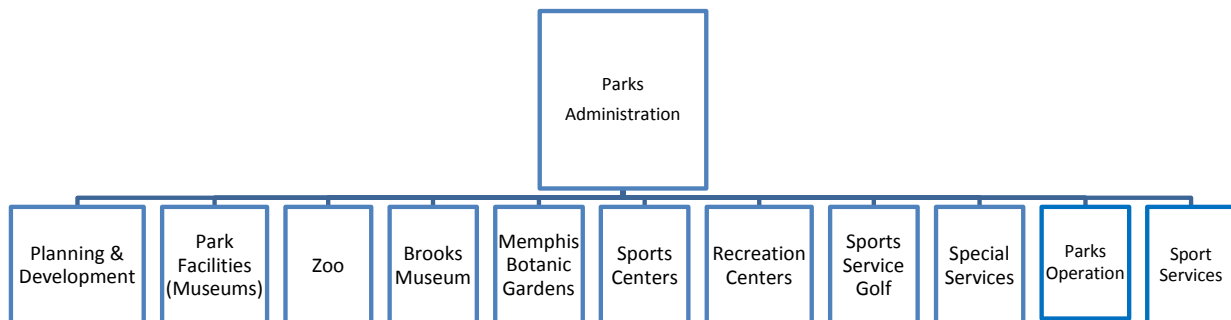 Parks
Administration
Planning &
Development
Park
Facilities
(Museums)
Zoo
Brooks
Museum
Memphis
Botanic
Gardens
Sports
Centers
Recreation
Centers
Sports
Service
Golf
Special
Services
Parks
Operation
Sport
Services